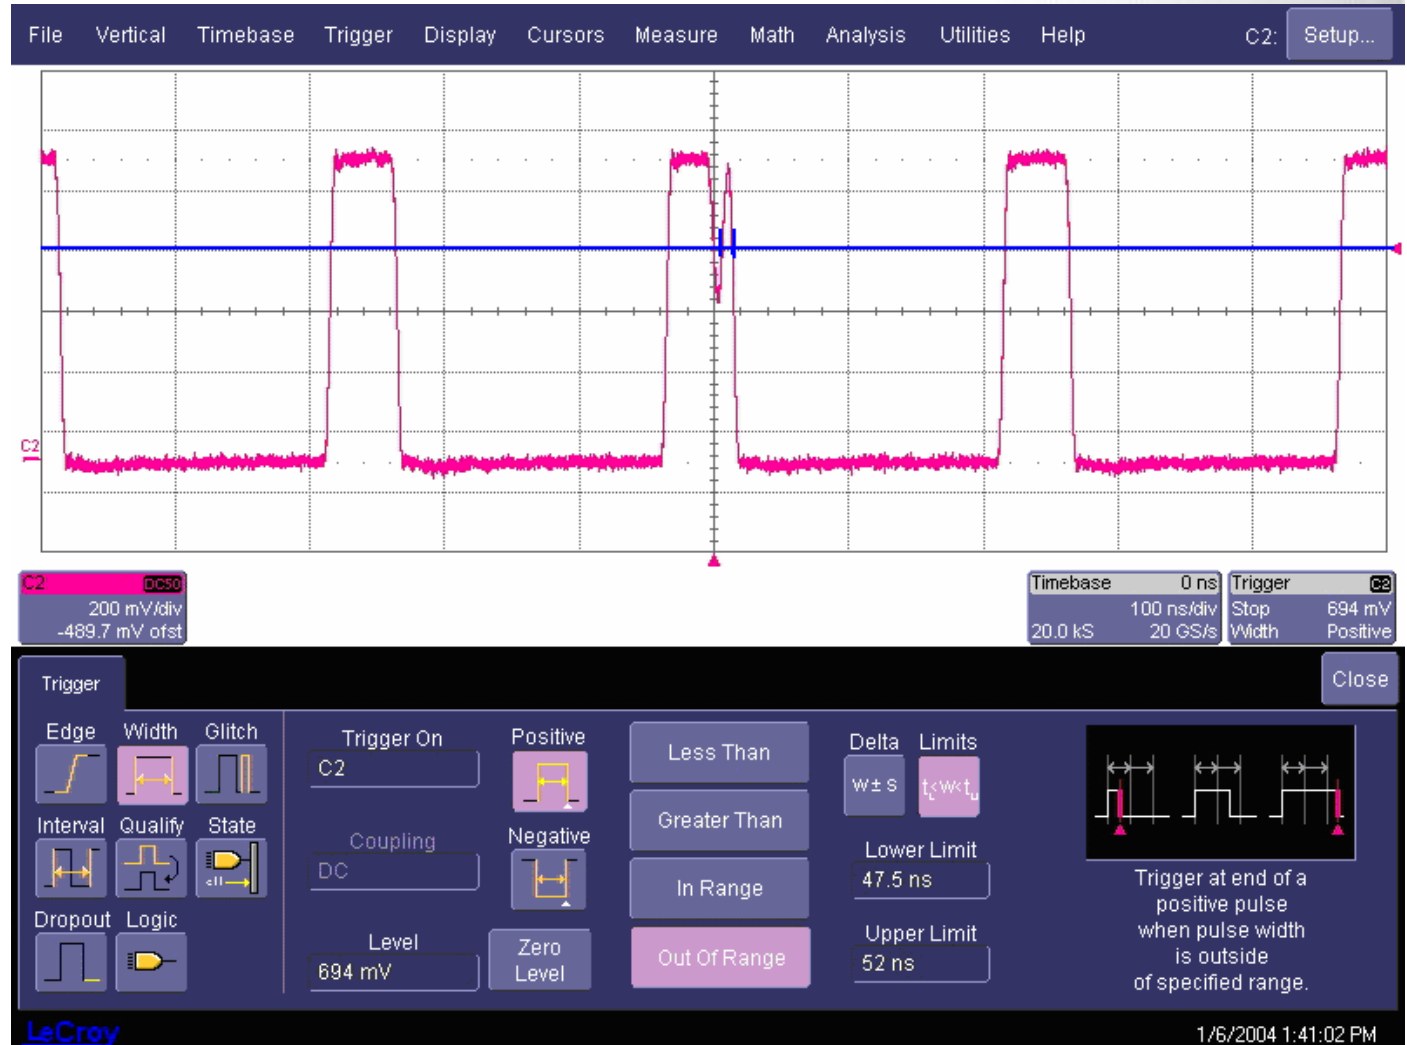 File Vertical Timebase Trigger Display Cursors Measure Math Analysis Utilities Help C2: Setup...
C2
C2 DC50
200 mV/div
-489.7 mV ofst
Timebase 0 ns
100 ns/div
20.0 kS 20 GS/s
Trigger C2
Stop 694 mV
Width Positive
Trigger
Close
Edge Width Glitch
Interval Qualify State
Dropout Logic
Trigger On
C2
Coupling
DC
Level
694 mV
Positive
Negative
Zero
Level
Less Than
Greater Than
In Range
Out Of Range
Delta Limits
W± S
tL<W<tu
Lower Limit
47.5 ns
Upper Limit
52 ns
Trigger at end of a
positive pulse
when pulse width
is outside
of specified range.
LeCroy
1/6/2004 1:41:02 PM